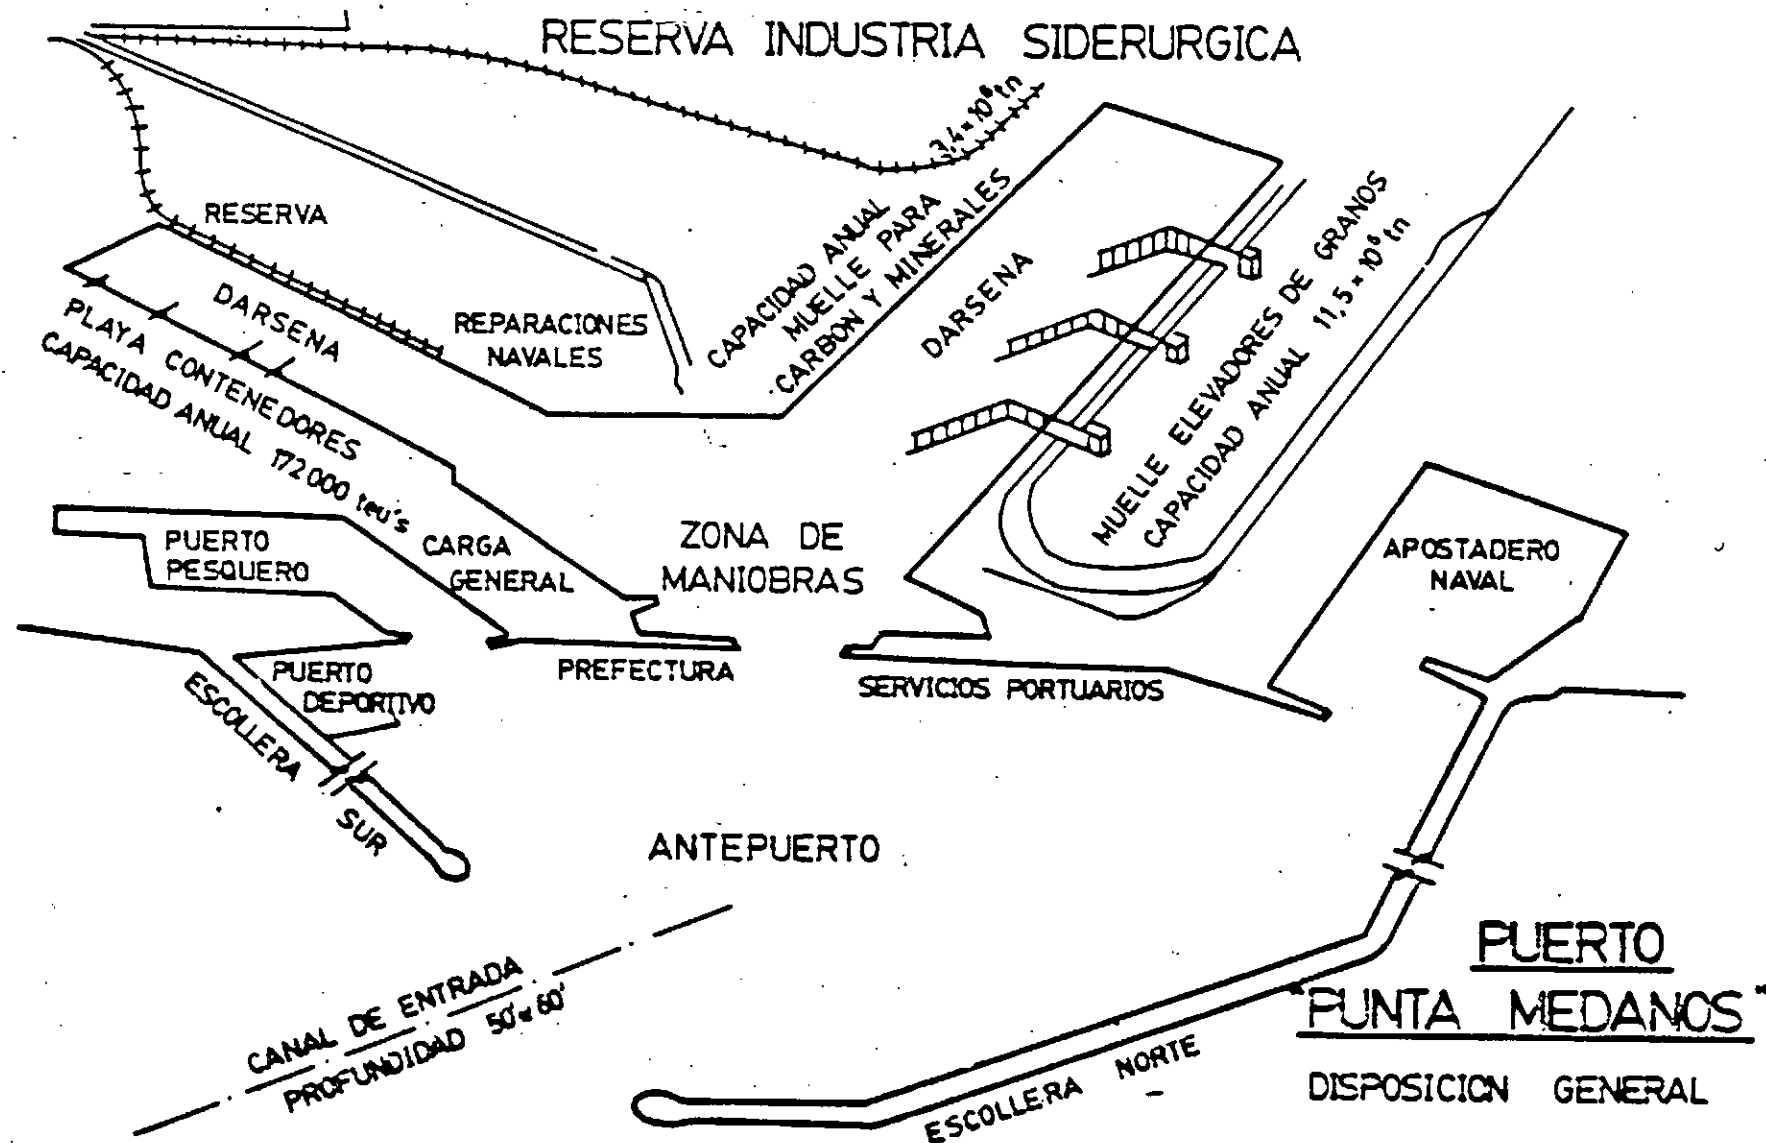 RESERVA INDUSTRIA SIDERURGICA
3,4×10⁶ tn
CAPACIDAD ANUAL
MUELLE PARA
CARBON Y MINERALES
RESERVA
DARSENA
REPARACIONES
NAVALES
PLAYA CONTENEDORES
CAPACIDAD ANUAL 172000 teu's
DARSENA
MUELLE ELEVADORES DE GRANOS
CAPACIDAD ANUAL 11,5×10⁶ tn
PUERTO
PESQUERO
CARGA
GENERAL
ZONA DE
MANIOBRAS
APOSTADERO
NAVAL
PUERTO
DEPORTIVO
PREFECTURA
SERVICIOS PORTUARIOS
ESCOLLERA SUR
ANTEPUERTO
CANAL DE ENTRADA
PROFUNDIDAD 50' 60'
ESCOLLERA NORTE
PUERTO
"PUNTA MEDANOS"
DISPOSICION GENERAL